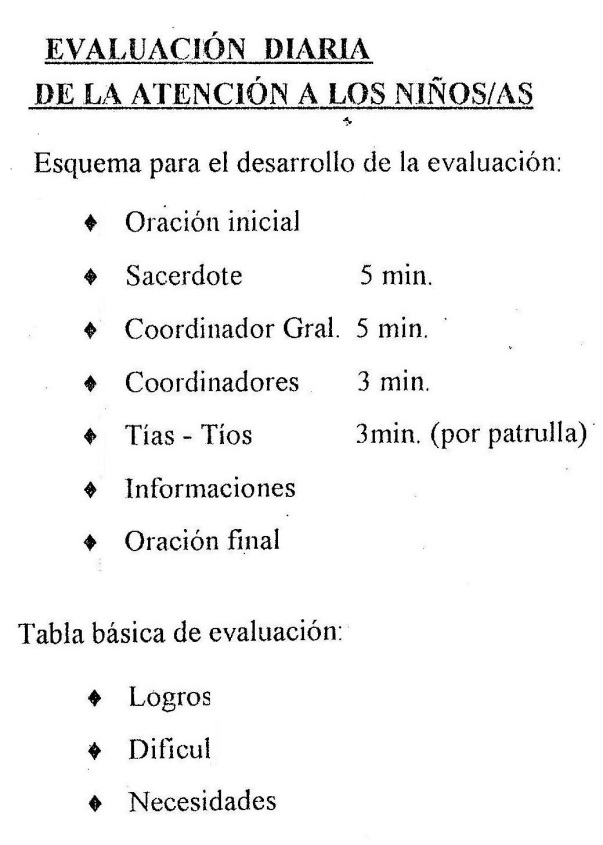 EVALUACIÓN DIARIA
DE LA ATENCIÓN A LOS NIÑOS/AS
Esquema para el desarrollo de la evaluación:
♦ Oración inicial
♦ Sacerdote 5 min.
♦ Coordinador Gral. 5 min.
♦ Coordinadores 3 min.
♦ Tías - Tíos 3min. (por patrulla)
♦ Informaciones
♦ Oración final
Tabla básica de evaluación:
♦ Logros
♦ Dificul
♦ Necesidades